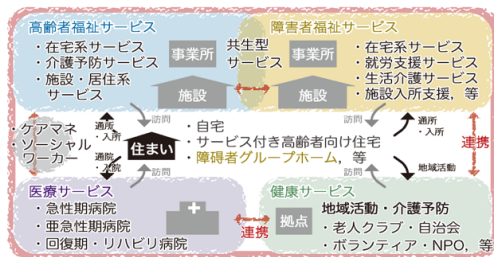 高齢者福祉サービス
・在宅系サービス
・介護予防サービス
・施設・居住系
サービス
事業所
施設
共生型
サービス
連携
障害者福祉サービス
事業所
施設
・在宅系サービス
・就労支援サービス
・生活介護サービス
・施設入所支援，等
訪問
訪問
・ケアマネ
・ソーシャル
ワーカー
通所
・入所
通院
・入院
訪問
住まい
・自宅
・サービス付き高齢者向け住宅
・障碍者グループホーム，等
通所
・入所
連携
訪問
地域活動
医療サービス
・急性期病院
・亜急性期病院
・回復期・リハビリ病院
連携
健康サービス
拠点
地域活動・介護予防
・老人クラブ・自治会
・ボランティア・NPO，等